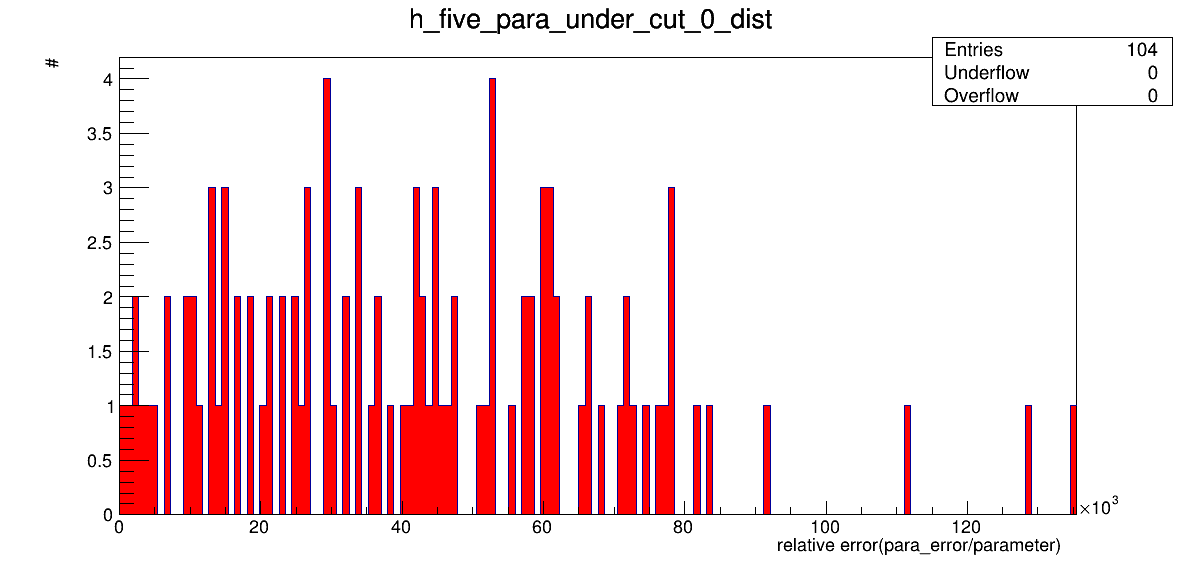 h_five_para_under_cut_0_dist
Entries 104
Underflow 0
Overflow 0
#
4
3.5
3
2.5
2
1.5
1
0.5
0
0 20 40 60 80 100 120 ×10³
relative error(para_error/parameter)